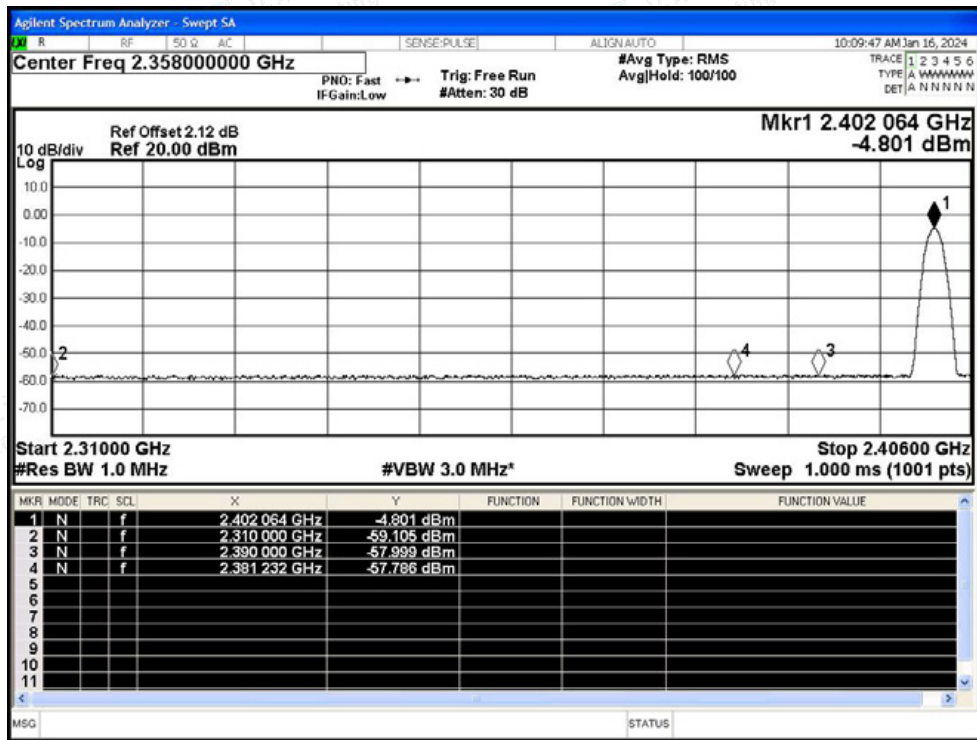 Agilent Spectrum Analyzer - Swept SA
LXI R RF 50 Ω AC SENSE:PULSE ALIGNAUTO 10:09:47 AM Jan 16, 2024
Center Freq 2.358000000 GHz #Avg Type: RMS TRACE 1 2 3 4 5 6
PNO: Fast Trig: Free Run Avg|Hold: 100/100 TYPE A WWWWW
IFGain:Low #Atten: 30 dB DET A N N N N N
Mkr1 2.402 064 GHz
Ref Offset 2.12 dB
10 dB/div Ref 20.00 dBm -4.801 dBm
Log
10.0
1
0.00
-10.0
-20.0
-30.0
-40.0
-50.0 2 4 3
-60.0
-70.0
Start 2.31000 GHz Stop 2.40600 GHz
#Res BW 1.0 MHz #VBW 3.0 MHz* Sweep 1.000 ms (1001 pts)
MKR MODE TRC SCL X Y FUNCTION FUNCTION WIDTH FUNCTION VALUE
1 N f 2.402 064 GHz -4.801 dBm
2 N f 2.310 000 GHz -59.105 dBm
3 N f 2.390 000 GHz -57.999 dBm
4 N f 2.381 232 GHz -57.786 dBm
5
6
7
8
9
10
11
MSG STATUS